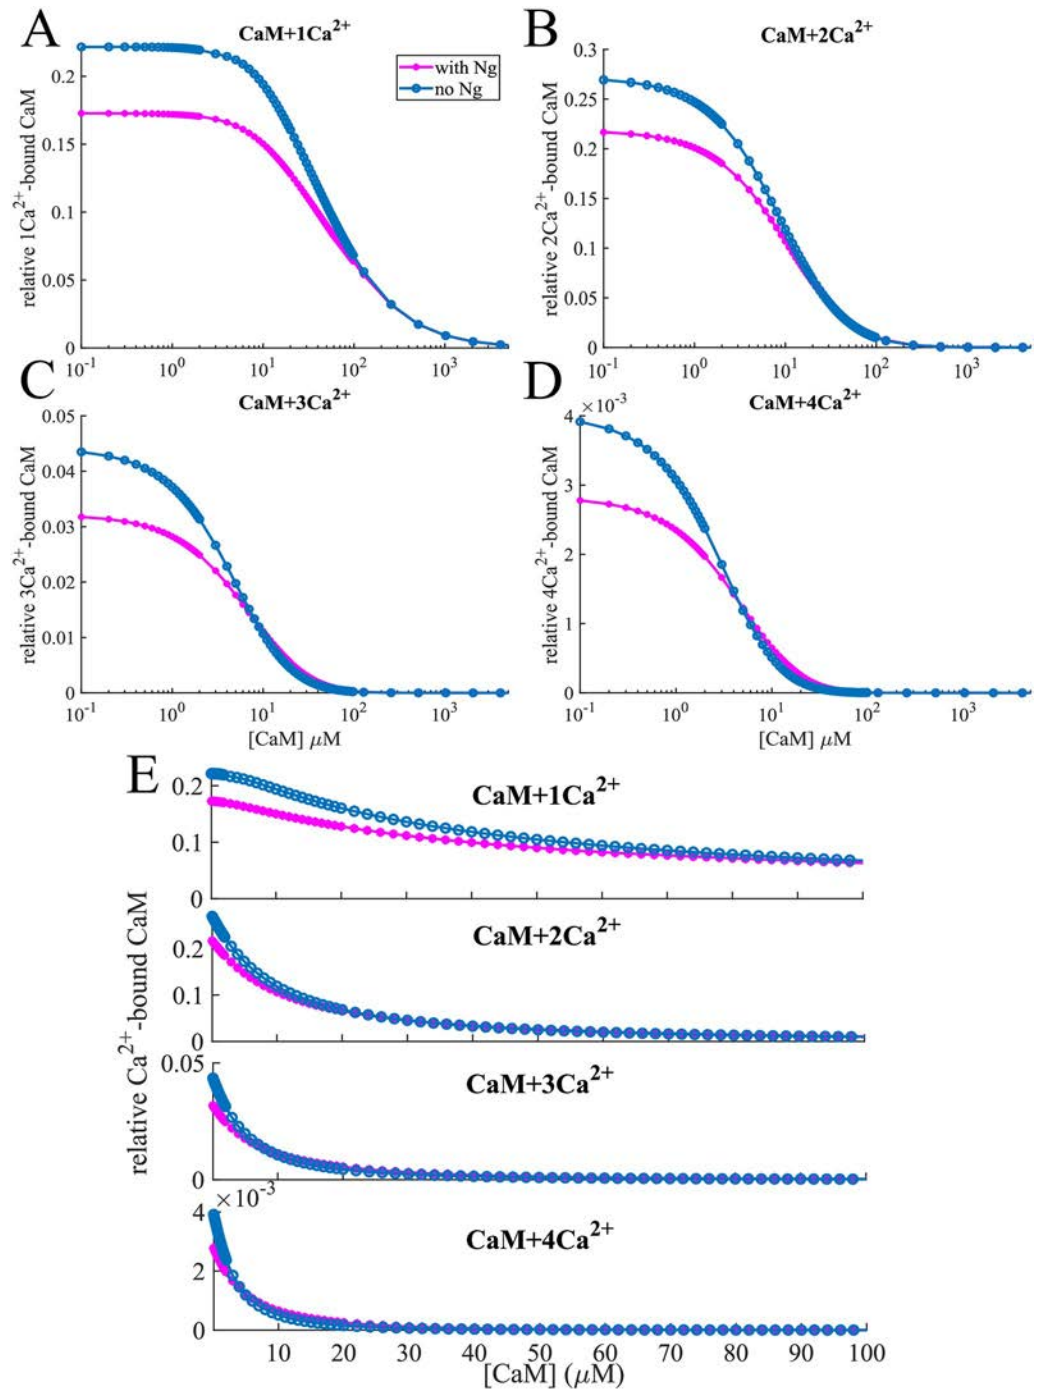 A
CaM+1Ca²⁺
relative 1Ca²⁺-bound CaM
0.2
0.15
0.1
0.05
0
10⁻¹ 10⁰ 10¹ 10² 10³
with Ng
no Ng
B
CaM+2Ca²⁺
relative 2Ca²⁺-bound CaM
0.3
0.25
0.2
0.15
0.1
0.05
0
10⁻¹ 10⁰ 10¹ 10² 10³
C
CaM+3Ca²⁺
relative 3Ca²⁺-bound CaM
0.05
0.04
0.03
0.02
0.01
0
10⁻¹ 10⁰ 10¹ 10² 10³
[CaM] μM
D
CaM+4Ca²⁺
×10⁻³
relative 4Ca²⁺-bound CaM
4
3
2
1
0
10⁻¹ 10⁰ 10¹ 10² 10³
[CaM] μM
E
relative Ca²⁺-bound CaM
CaM+1Ca²⁺
0.2
0.1
0
CaM+2Ca²⁺
0.2
0.1
0
CaM+3Ca²⁺
0.05
0
CaM+4Ca²⁺
×10⁻³
4
2
0
10 20 30 40 50 60 70 80 90 100
[CaM] (μM)